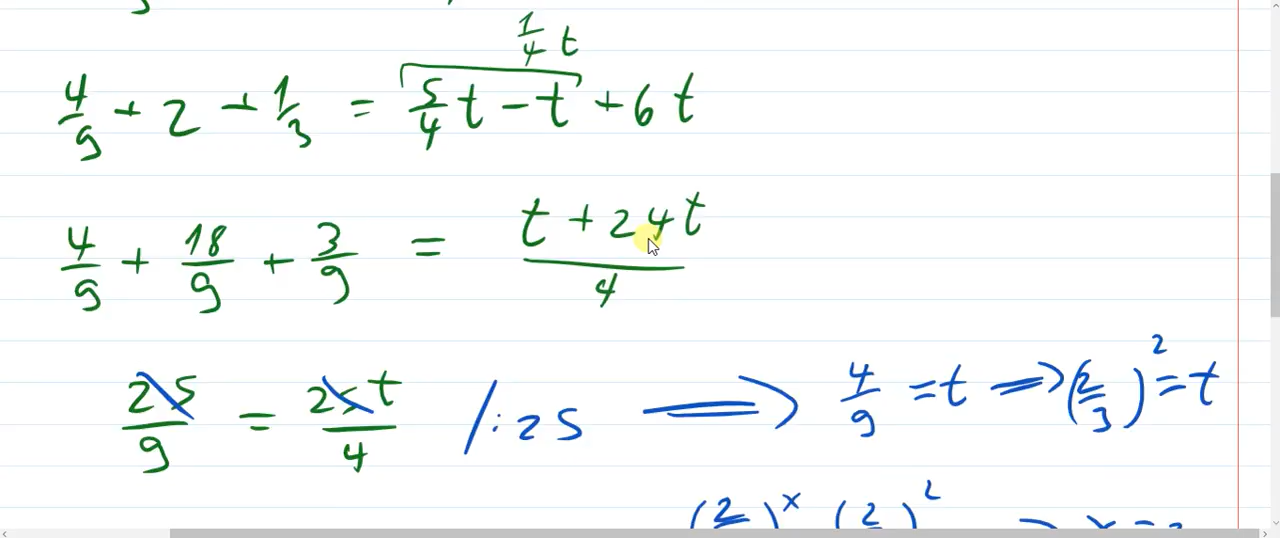 1/4 t
4/9 + 2 + 1/3 = 5/4 t - t + 6t
4/9 + 18/9 + 3/9 = (t + 24t)/4
25/9 = 25t/4 /:25 ⟹ 4/9 = t ⟹ (2/3)² = t